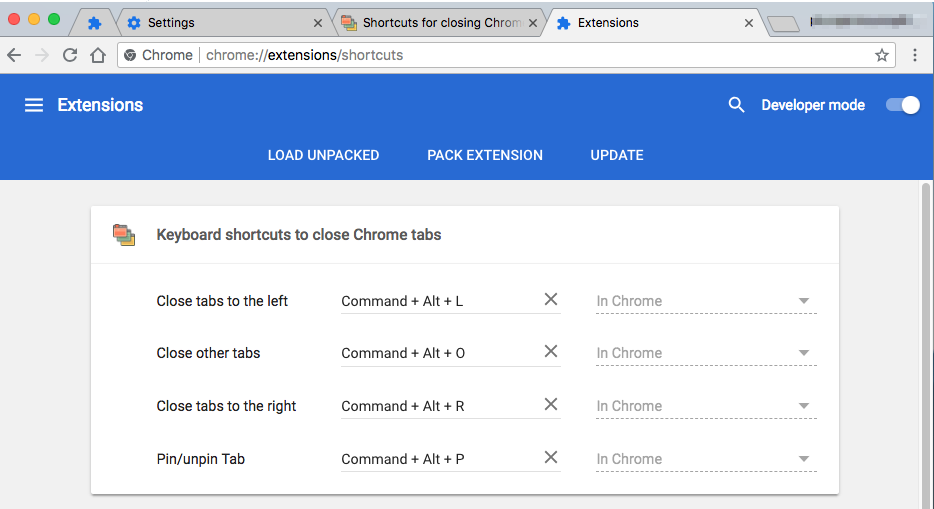 Settings
Shortcuts for closing Chrom
Extensions
Chrome chrome://extensions/shortcuts
Extensions
Developer mode
LOAD UNPACKED PACK EXTENSION UPDATE
Keyboard shortcuts to close Chrome tabs
Close tabs to the left Command + Alt + L In Chrome
Close other tabs Command + Alt + O In Chrome
Close tabs to the right Command + Alt + R In Chrome
Pin/unpin Tab Command + Alt + P In Chrome